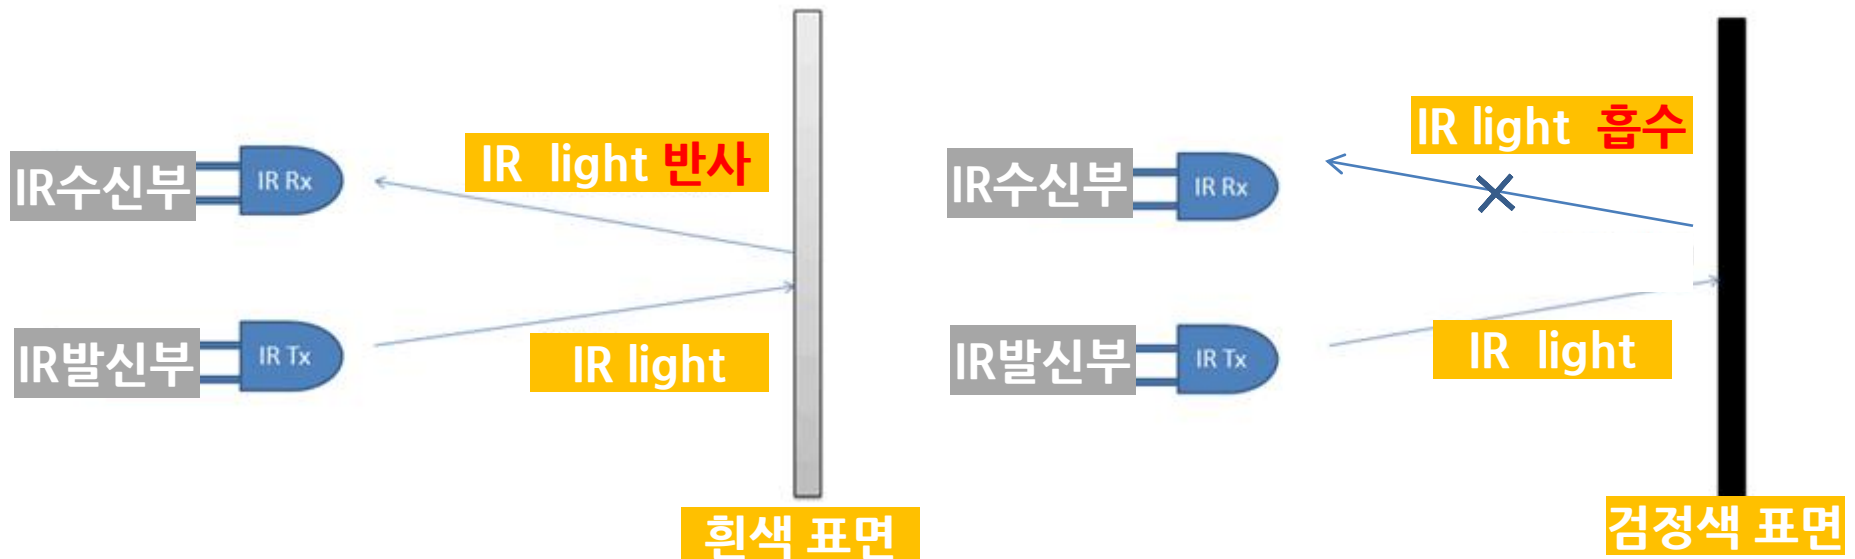 IR수신부
IR Rx
IR light 반사
IR발신부
IR Tx
IR light
흰색 표면
IR수신부
IR Rx
IR light 흡수
IR발신부
IR Tx
IR light
검정색 표면